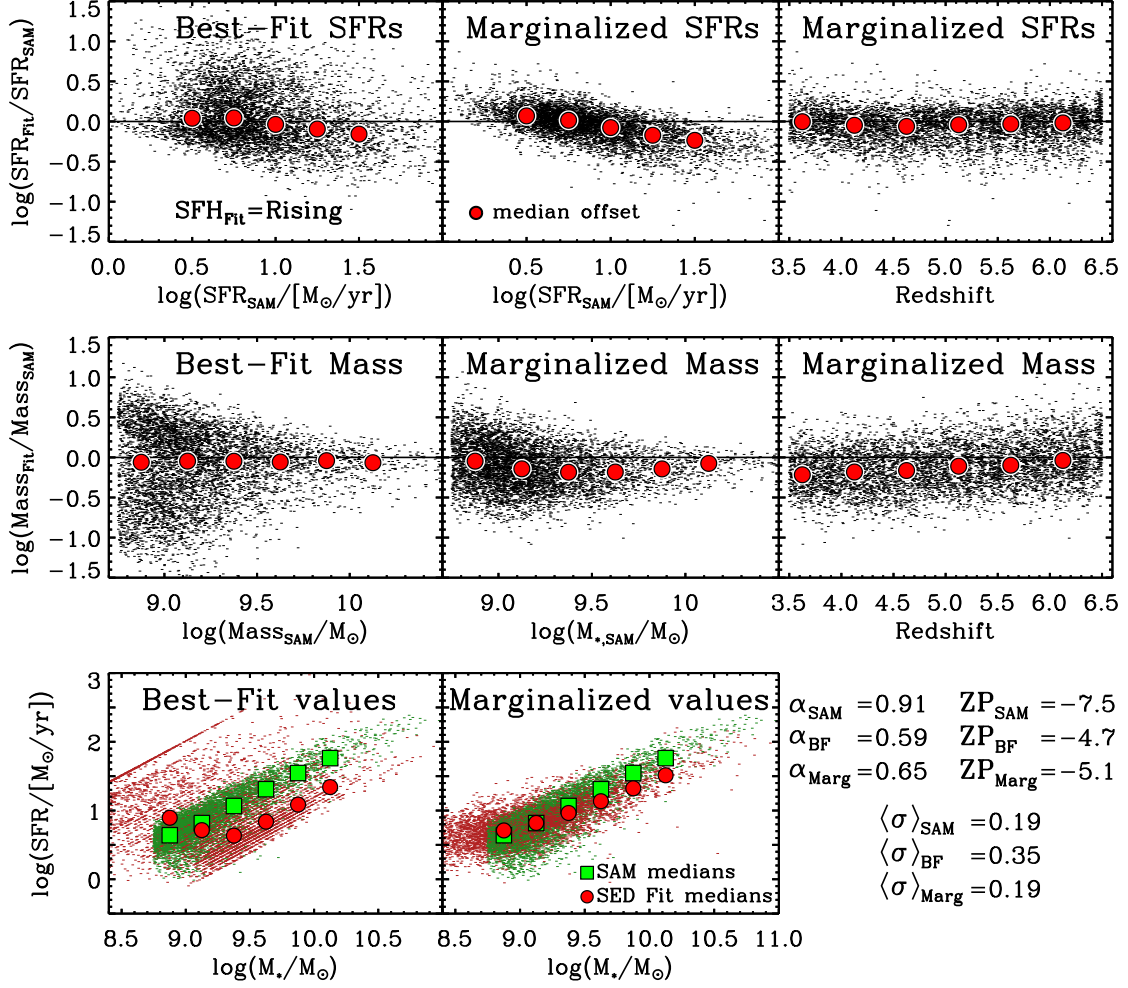 Best-Fit SFRs
Marginalized SFRs
Marginalized SFRs
log(SFR_Fit/SFR_SAM)
1.5
1.0
0.5
0.0
-0.5
-1.0
-1.5
SFH_Fit=Rising
median offset
0.0 0.5 1.0 1.5
0.5 1.0 1.5
3.5 4.0 4.5 5.0 5.5 6.0 6.5
log(SFR_SAM/[M⊙/yr])
log(SFR_SAM/[M⊙/yr])
Redshift
Best-Fit Mass
Marginalized Mass
Marginalized Mass
log(Mass_Fit/Mass_SAM)
1.5
1.0
0.5
0.0
-0.5
-1.0
-1.5
9.0 9.5 10
9.0 9.5 10
3.5 4.0 4.5 5.0 5.5 6.0 6.5
log(Mass_SAM/M⊙)
log(M_*,SAM/M⊙)
Redshift
Best-Fit values
Marginalized values
log(SFR/[M⊙/yr])
3
2
1
0
SAM medians
SED Fit medians
8.5 9.0 9.5 10.0 10.5
8.5 9.0 9.5 10.0 10.5 11.0
log(M_*/M⊙)
log(M_*/M⊙)
α_SAM =0.91 ZP_SAM =-7.5
α_BF =0.59 ZP_BF =-4.7
α_Marg =0.65 ZP_Marg =-5.1
⟨σ⟩_SAM =0.19
⟨σ⟩_BF =0.35
⟨σ⟩_Marg =0.19